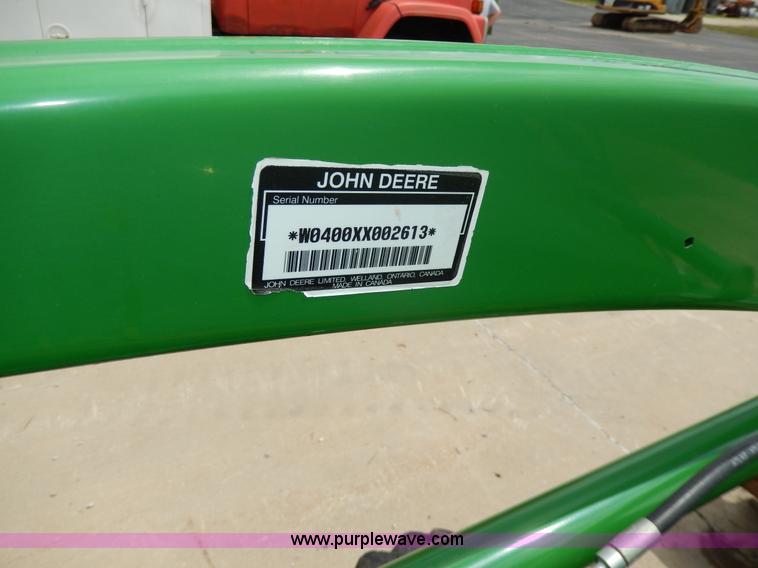 JOHN DEERE
Serial Number
*W0400XX002613*
JOHN DEERE LIMITED, WELLAND, ONTARIO, CANADA
MADE IN CANADA
www.purplewave.com